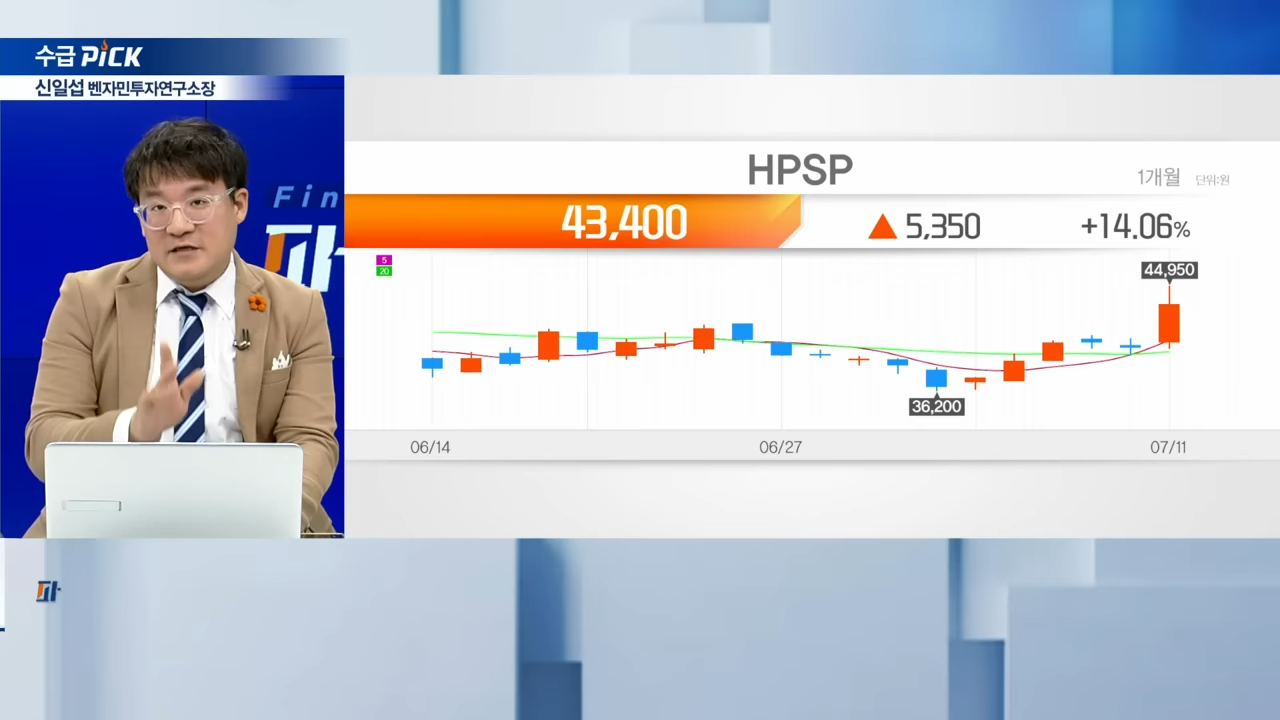 수급 PiCK
신일섭 벤자민투자연구소장
Fin
파
HPSP
1개월 단위:원
43,400 ▲ 5,350 +14.06%
5
20
44,950
36,200
06/14 06/27 07/11